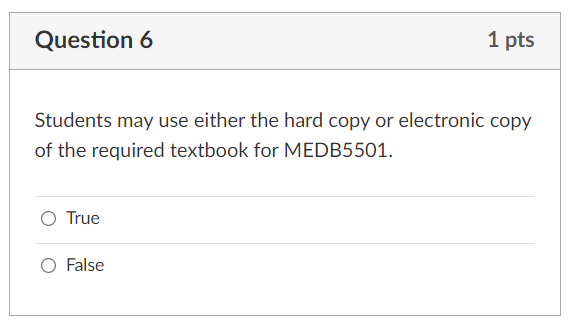 Question 6
1 pts
Students may use either the hard copy or electronic copy
of the required textbook for MEDB5501.
True
False